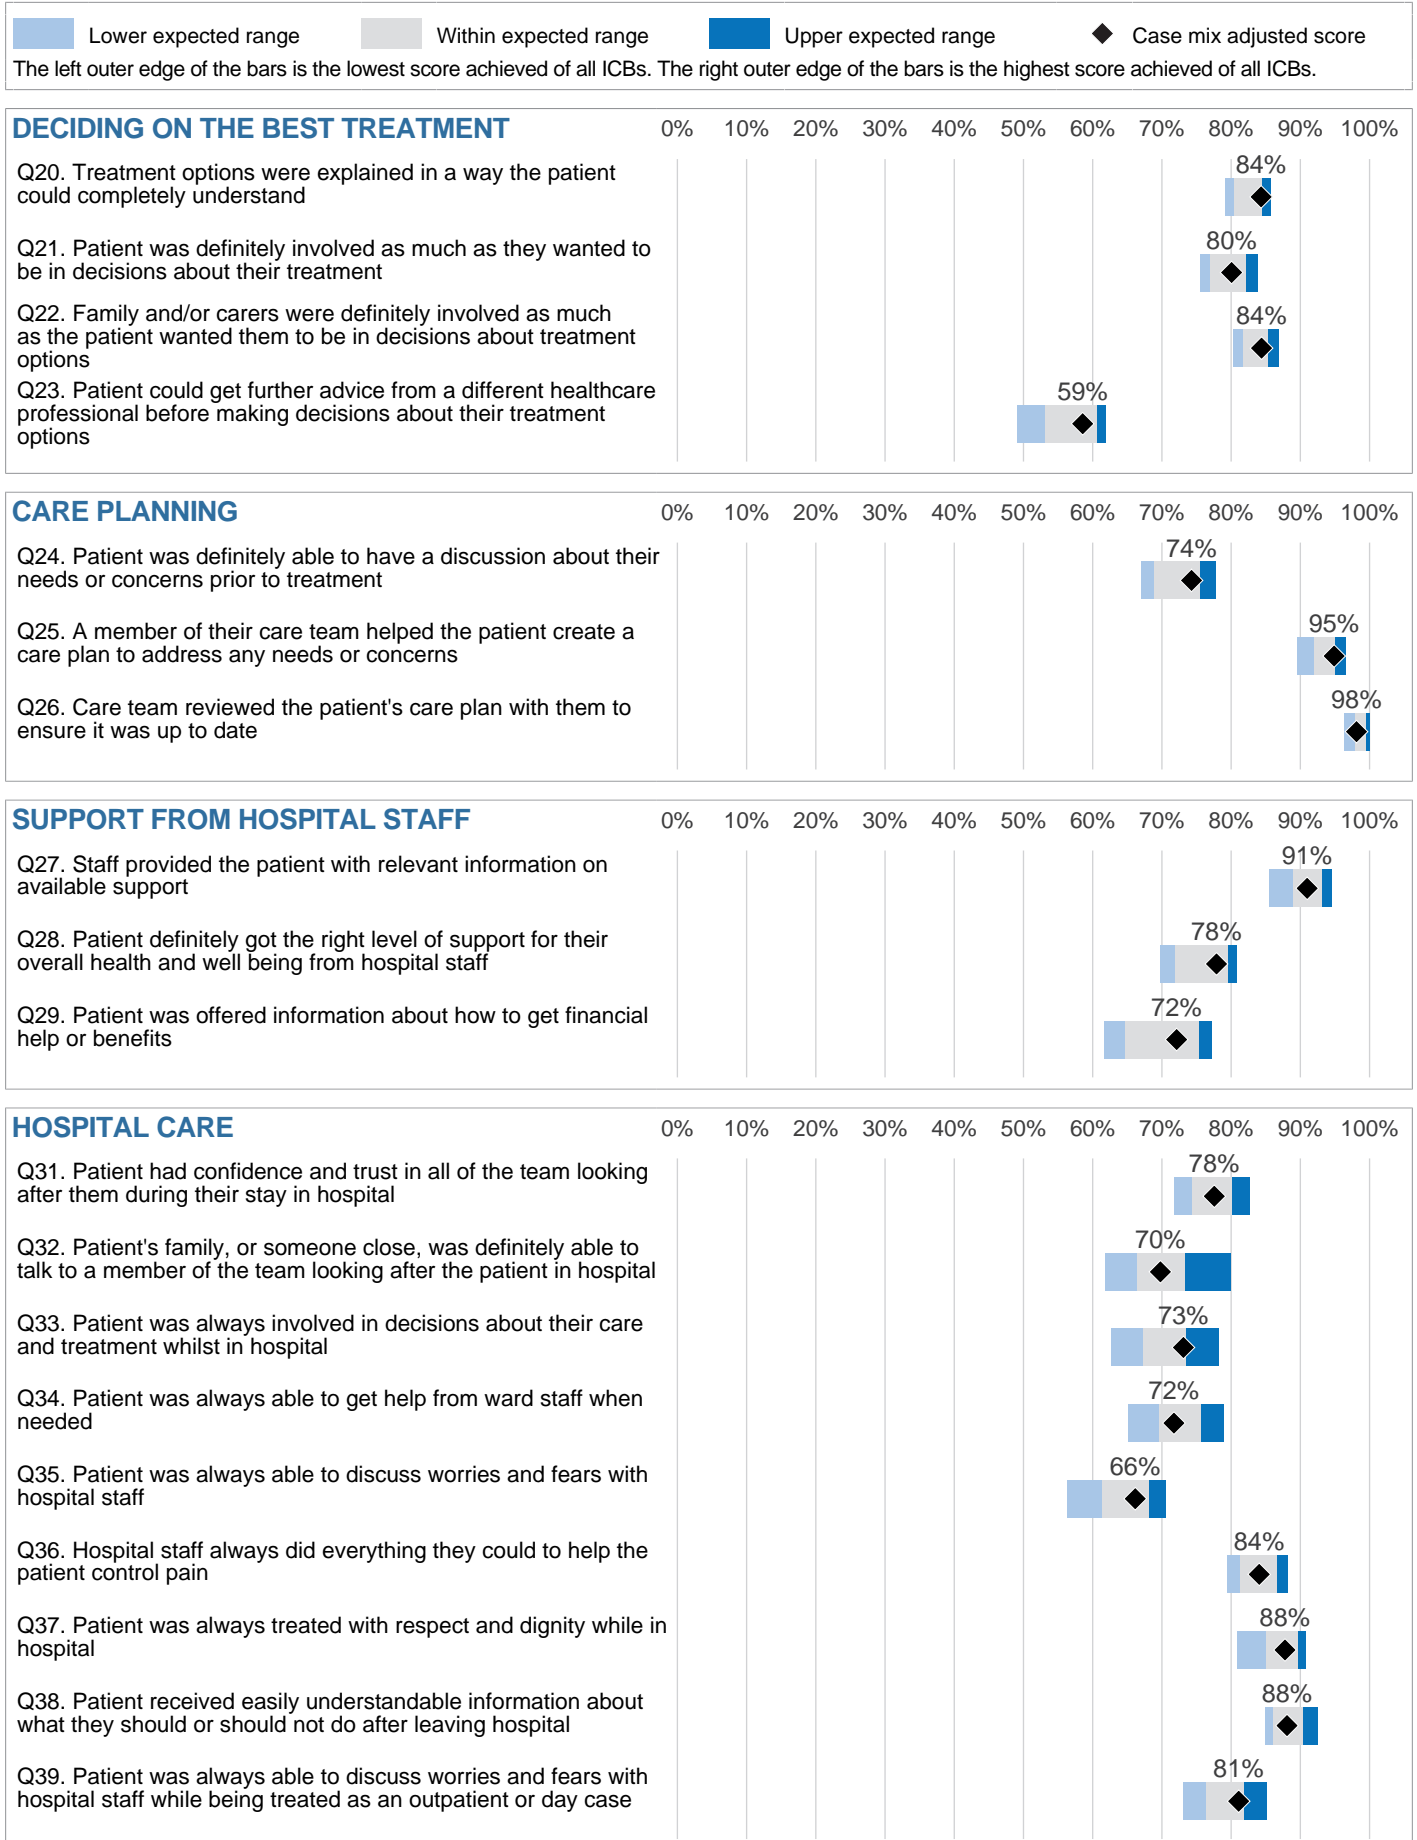 Lower expected range Within expected range Upper expected range Case mix adjusted score
The left outer edge of the bars is the lowest score achieved of all ICBs. The right outer edge of the bars is the highest score achieved of all ICBs.
DECIDING ON THE BEST TREATMENT 0% 10% 20% 30% 40% 50% 60% 70% 80% 90% 100%
Q20. Treatment options were explained in a way the patient
could completely understand
84%
Q21. Patient was definitely involved as much as they wanted to
be in decisions about their treatment
80%
Q22. Family and/or carers were definitely involved as much
as the patient wanted them to be in decisions about treatment
options
84%
Q23. Patient could get further advice from a different healthcare
professional before making decisions about their treatment
options
59%
CARE PLANNING 0% 10% 20% 30% 40% 50% 60% 70% 80% 90% 100%
Q24. Patient was definitely able to have a discussion about their
needs or concerns prior to treatment
74%
Q25. A member of their care team helped the patient create a
care plan to address any needs or concerns
95%
Q26. Care team reviewed the patient's care plan with them to
ensure it was up to date
98%
SUPPORT FROM HOSPITAL STAFF 0% 10% 20% 30% 40% 50% 60% 70% 80% 90% 100%
Q27. Staff provided the patient with relevant information on
available support
91%
Q28. Patient definitely got the right level of support for their
overall health and well being from hospital staff
78%
Q29. Patient was offered information about how to get financial
help or benefits
72%
HOSPITAL CARE 0% 10% 20% 30% 40% 50% 60% 70% 80% 90% 100%
Q31. Patient had confidence and trust in all of the team looking
after them during their stay in hospital
78%
Q32. Patient's family, or someone close, was definitely able to
talk to a member of the team looking after the patient in hospital
70%
Q33. Patient was always involved in decisions about their care
and treatment whilst in hospital
73%
Q34. Patient was always able to get help from ward staff when
needed
72%
Q35. Patient was always able to discuss worries and fears with
hospital staff
66%
Q36. Hospital staff always did everything they could to help the
patient control pain
84%
Q37. Patient was always treated with respect and dignity while in
hospital
88%
Q38. Patient received easily understandable information about
what they should or should not do after leaving hospital
88%
Q39. Patient was always able to discuss worries and fears with
hospital staff while being treated as an outpatient or day case
81%